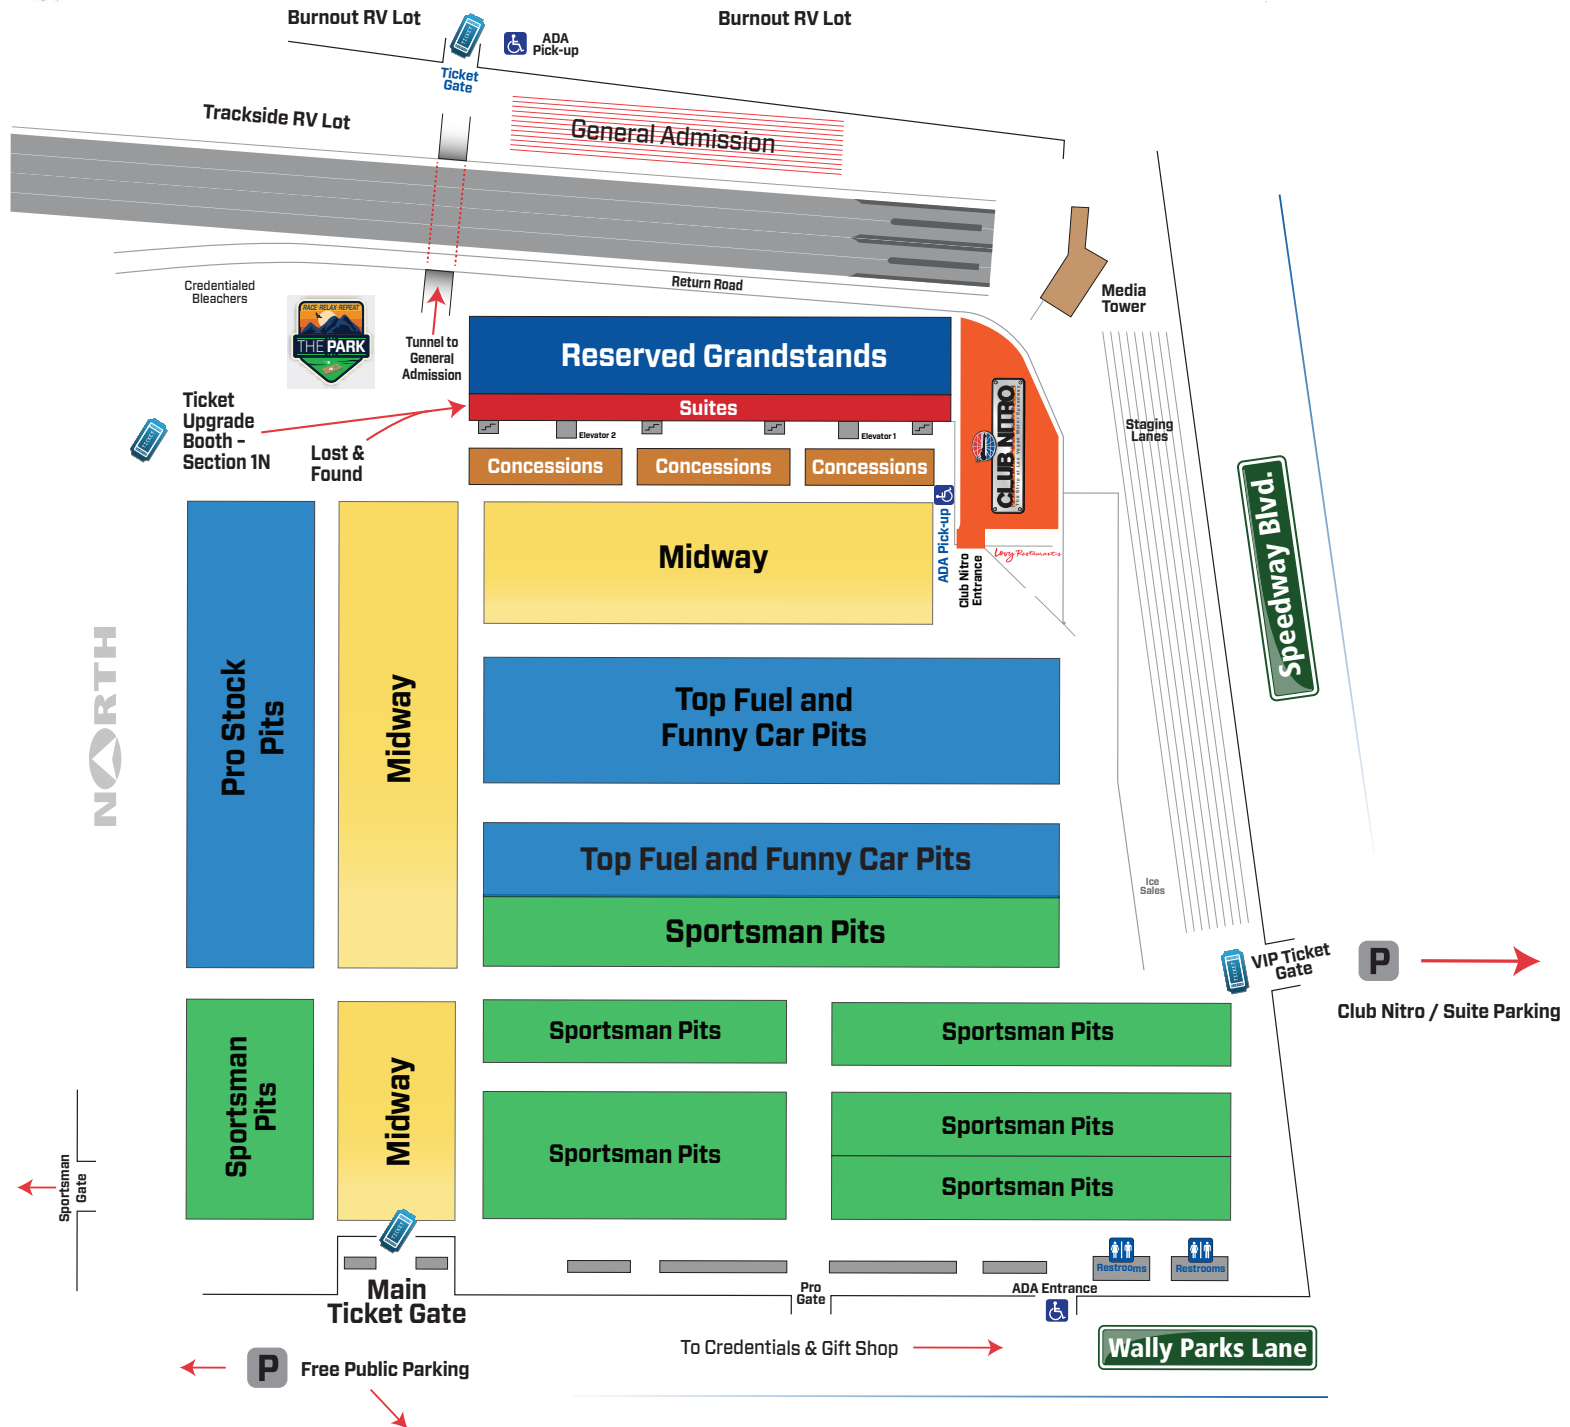 Burnout RV Lot
Burnout RV Lot
ADA
Pick-up
Ticket
Gate
Trackside RV Lot
General Admission
Return Road
Credentialed
Bleachers
RACE·RELAX·REPEAT
THE PARK
Tunnel to
General
Admission
Media
Tower
Reserved Grandstands
Suites
Ticket
Upgrade
Booth –
Section 1N
Lost &
Found
Elevator 2
Elevator 1
Concessions
Concessions
Concessions
CLUB NITRO
Staging
Lanes
Speedway Blvd.
ADA Pick-up
Club Nitro
Entrance
Levy Restaurants
Midway
Pro Stock
Pits
Midway
NORTH
Top Fuel and
Funny Car Pits
Top Fuel and Funny Car Pits
Sportsman Pits
Ice
Sales
VIP Ticket
Gate
P
Club Nitro / Suite Parking
Sportsman
Pits
Midway
Sportsman Pits
Sportsman Pits
Sportsman Pits
Sportsman Pits
Sportsman Pits
Sportsman
Gate
TICKET
Restrooms
Restrooms
Main
Ticket Gate
Pro
Gate
ADA Entrance
To Credentials & Gift Shop
Wally Parks Lane
P
Free Public Parking